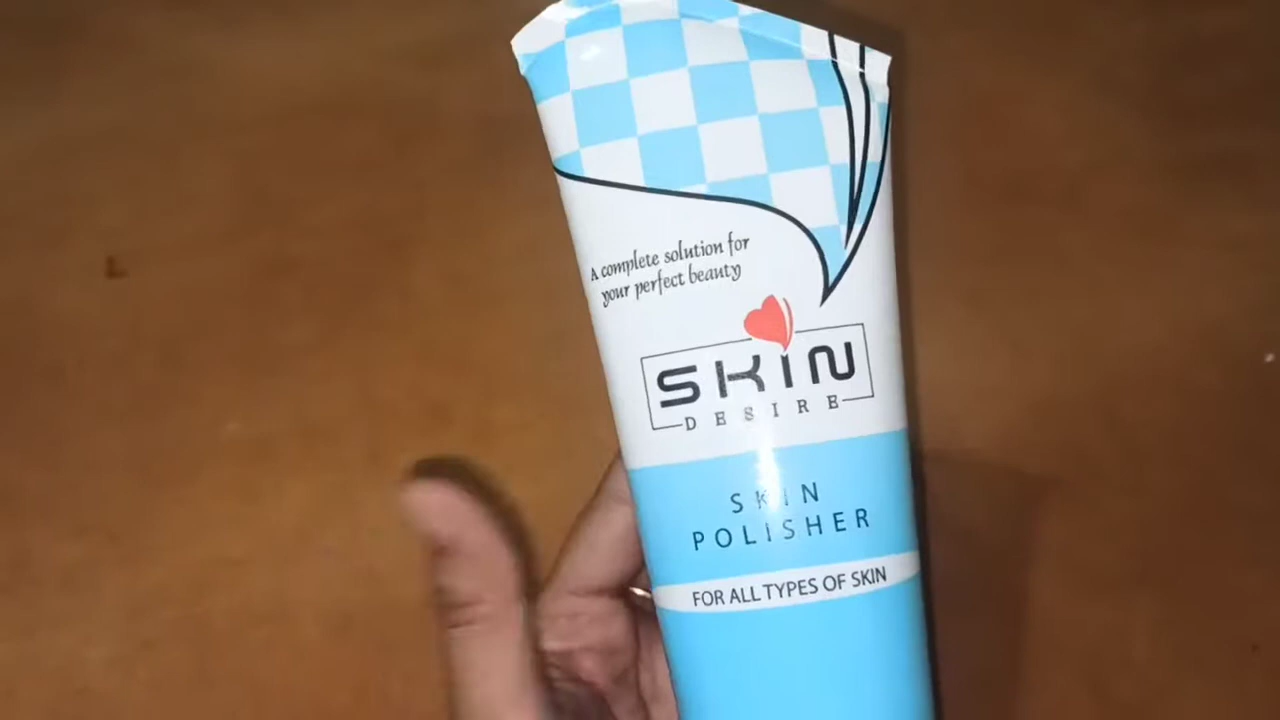 A complete solution for
your perfect beauty
SKIN
DESIRE
SKIN
POLISHER
FOR ALL TYPES OF SKIN